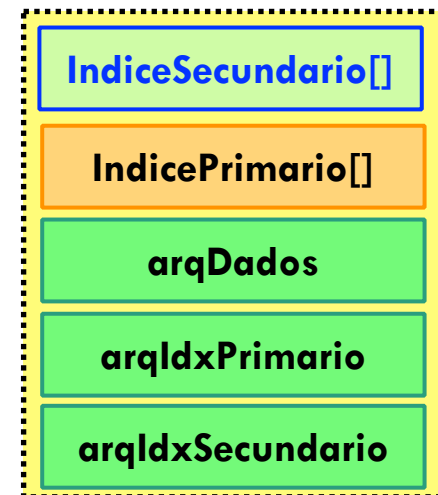 IndiceSecundario[]
IndicePrimario[]
arqDados
arqIdxPrimario
arqIdxSecundario